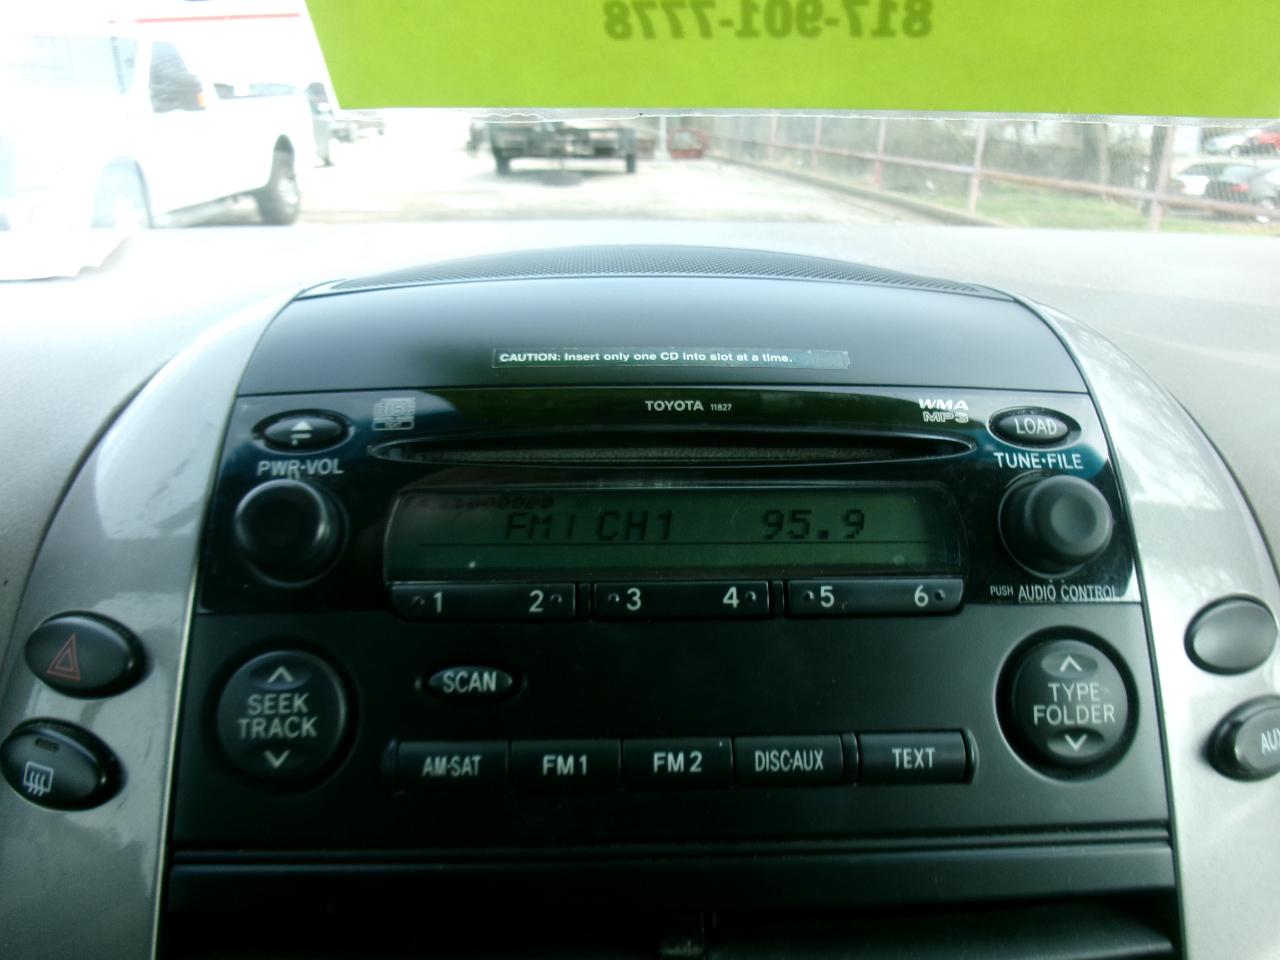 817-901-7778
CAUTION: Insert only one CD into slot at a time.
TOYOTA 11827
WMA
MP3
DISC
LOAD
PWR·VOL
TUNE·FILE
FM1 CH1 95.9
1 2 3 4 5 6
PUSH AUDIO CONTROL
SEEK
TRACK
SCAN
TYPE
FOLDER
AM·SAT FM1 FM2 DISC·AUX TEXT
AUX